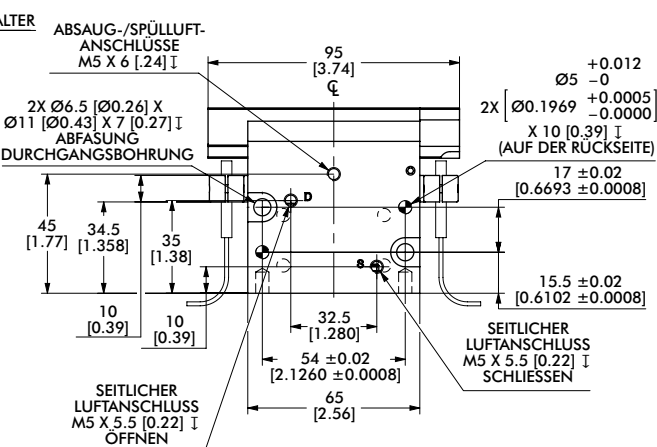 ALTER
ABSAUG-/SPÜLLUFT-
ANSCHLÜSSE
M5 X 6 [.24] ↧
95
[3.74]
℄
+0.012
Ø5 -0
2X [Ø0.1969 +0.0005
-0.0000]
X 10 [0.39] ↧
(AUF DER RÜCKSEITE)
2X Ø6.5 [Ø0.26] X
Ø11 [Ø0.43] X 7 [0.27] ↧
ABFASUNG
DURCHGANGSBOHRUNG
17 ±0.02
[0.6693 ±0.0008]
O
D
S
45
[1.77]
34.5
[1.358]
35
[1.38]
10
[0.39]
10
[0.39]
15.5 ±0.02
[0.6102 ±0.0008]
32.5
[1.280]
54 ±0.02
[2.1260 ±0.0008]
65
[2.56]
SEITLICHER
LUFTANSCHLUSS
M5 X 5.5 [0.22] ↧
SCHLIESSEN
SEITLICHER
LUFTANSCHLUSS
M5 X 5.5 [0.22] ↧
ÖFFNEN